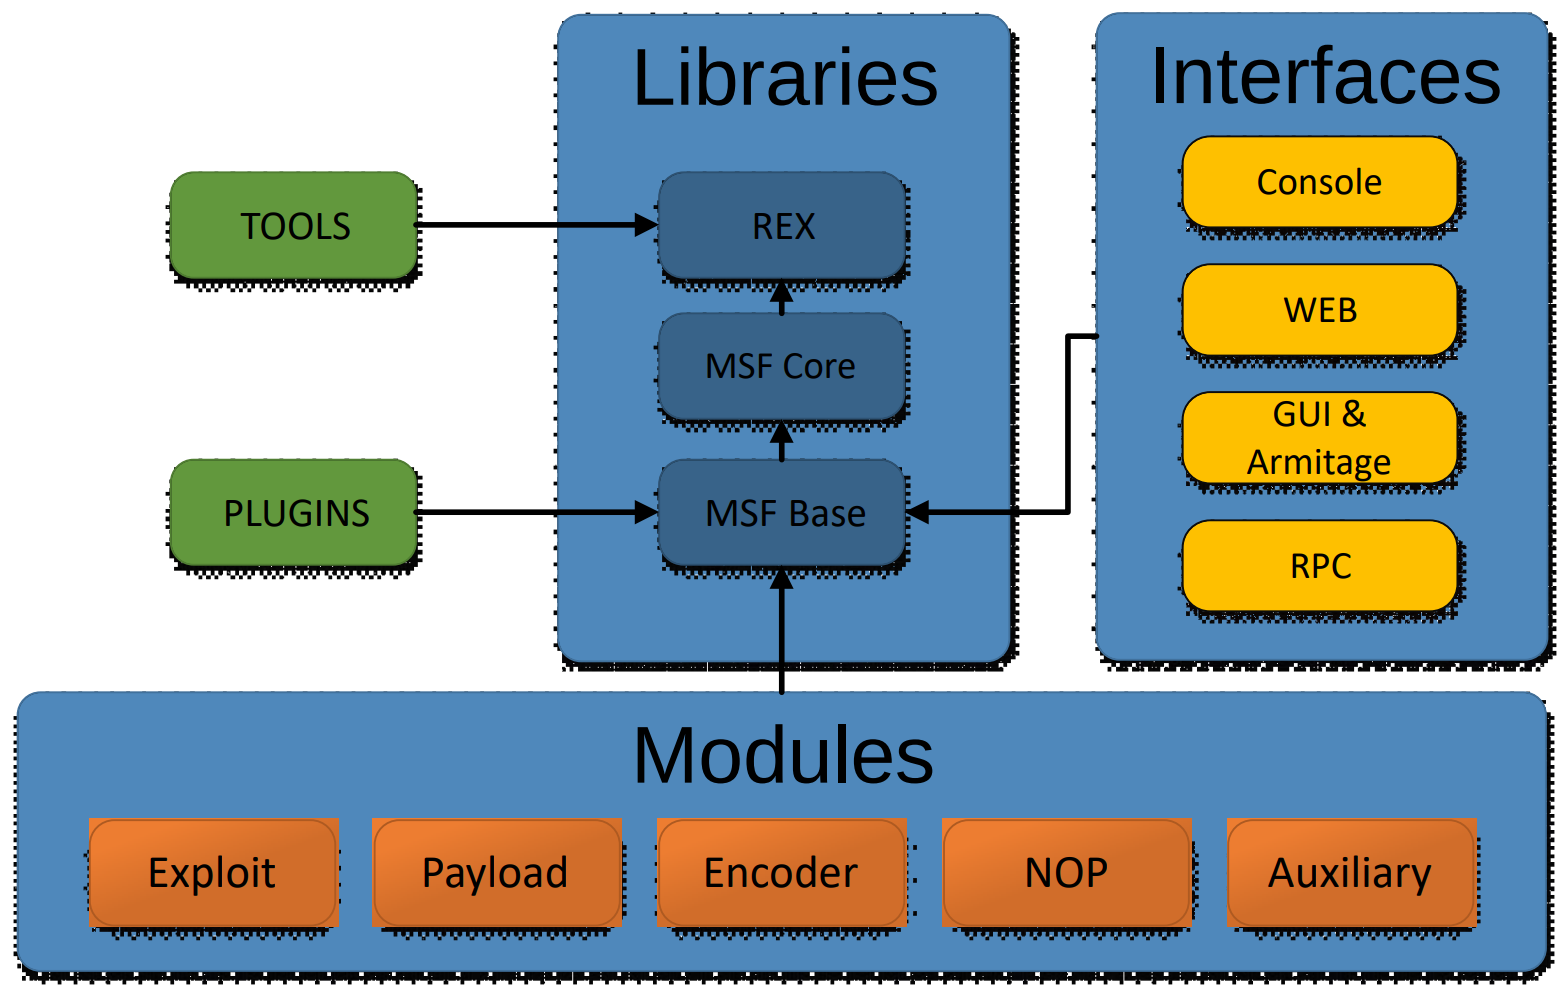 Libraries
Interfaces
TOOLS
REX
MSF Core
PLUGINS
MSF Base
Console
WEB
GUI &
Armitage
RPC
Modules
Exploit
Payload
Encoder
NOP
Auxiliary